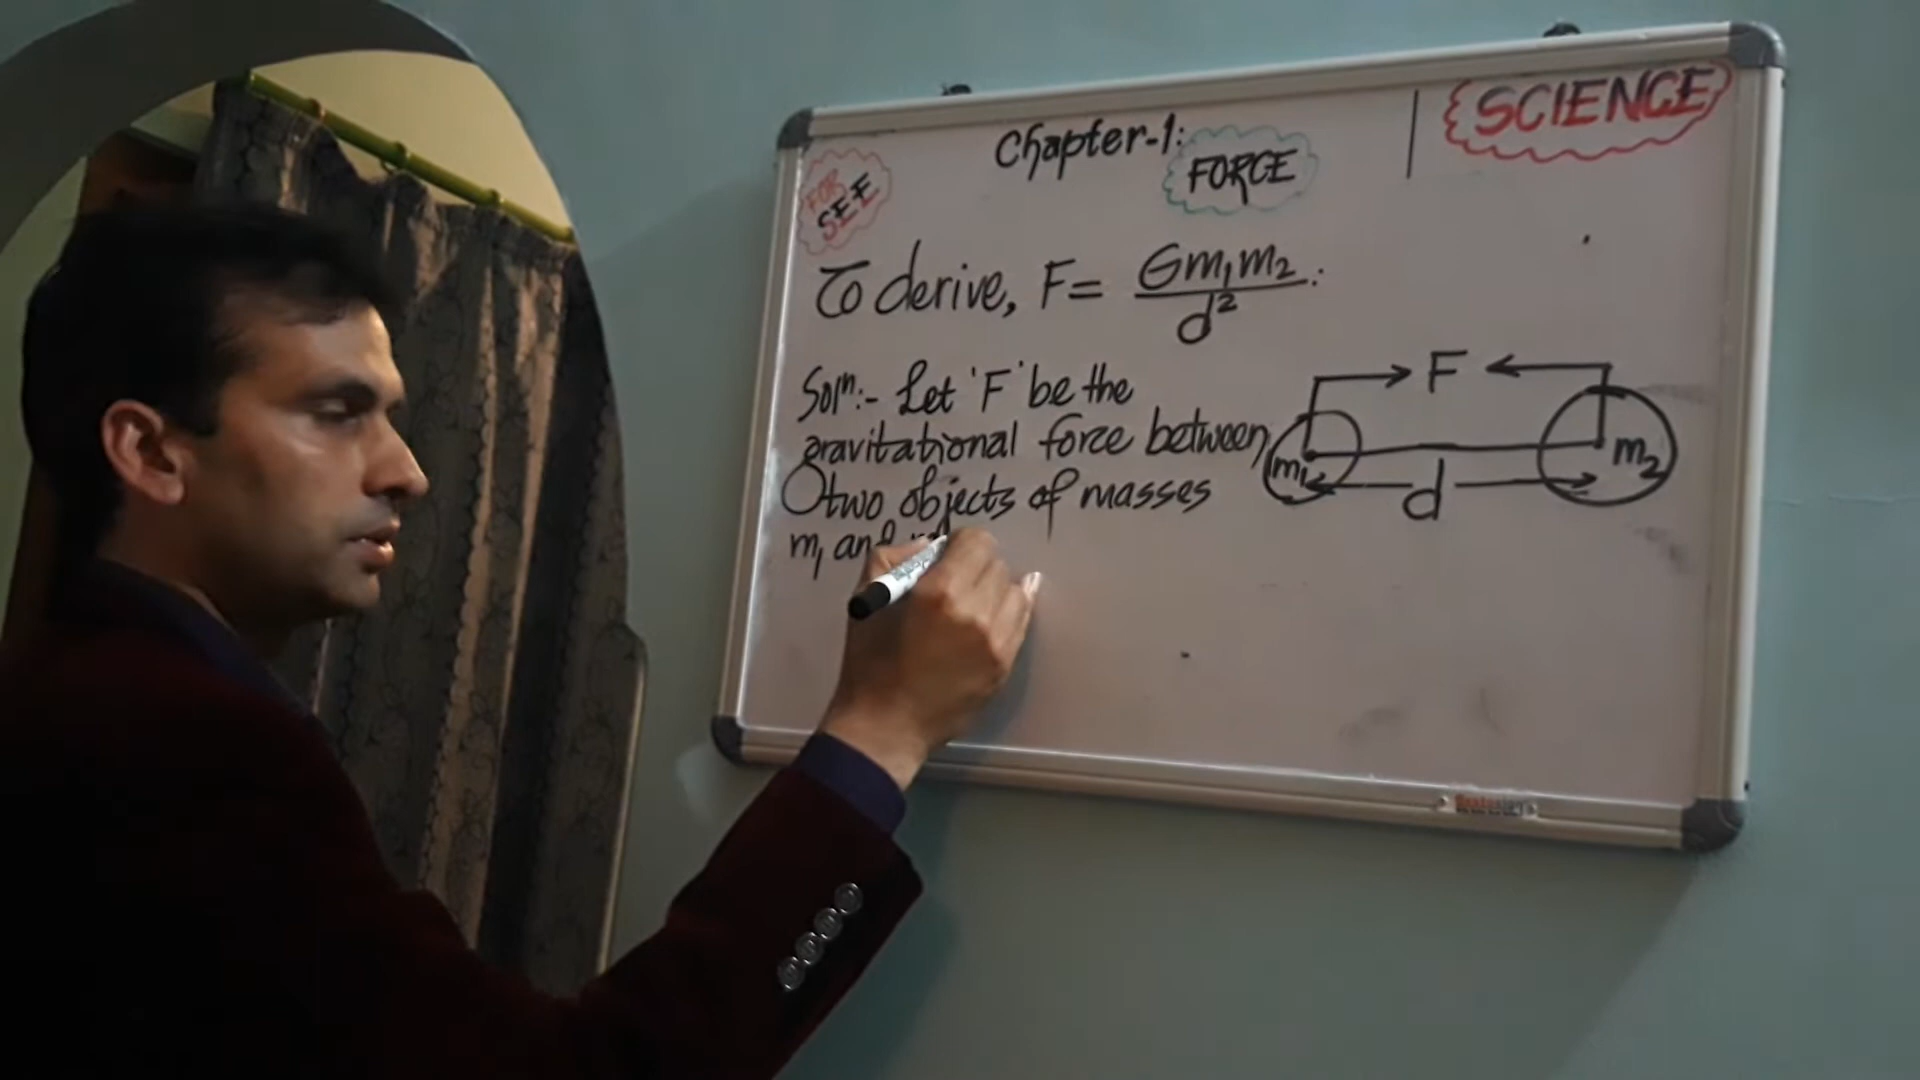 Chapter-1:
FORCE
SCIENCE
FOR
SEE
To derive, F = Gm₁m₂ / d² :
Solⁿ:- Let 'F' be the
gravitational force between
two objects of masses
m₁ and
F
m₁
m₂
d